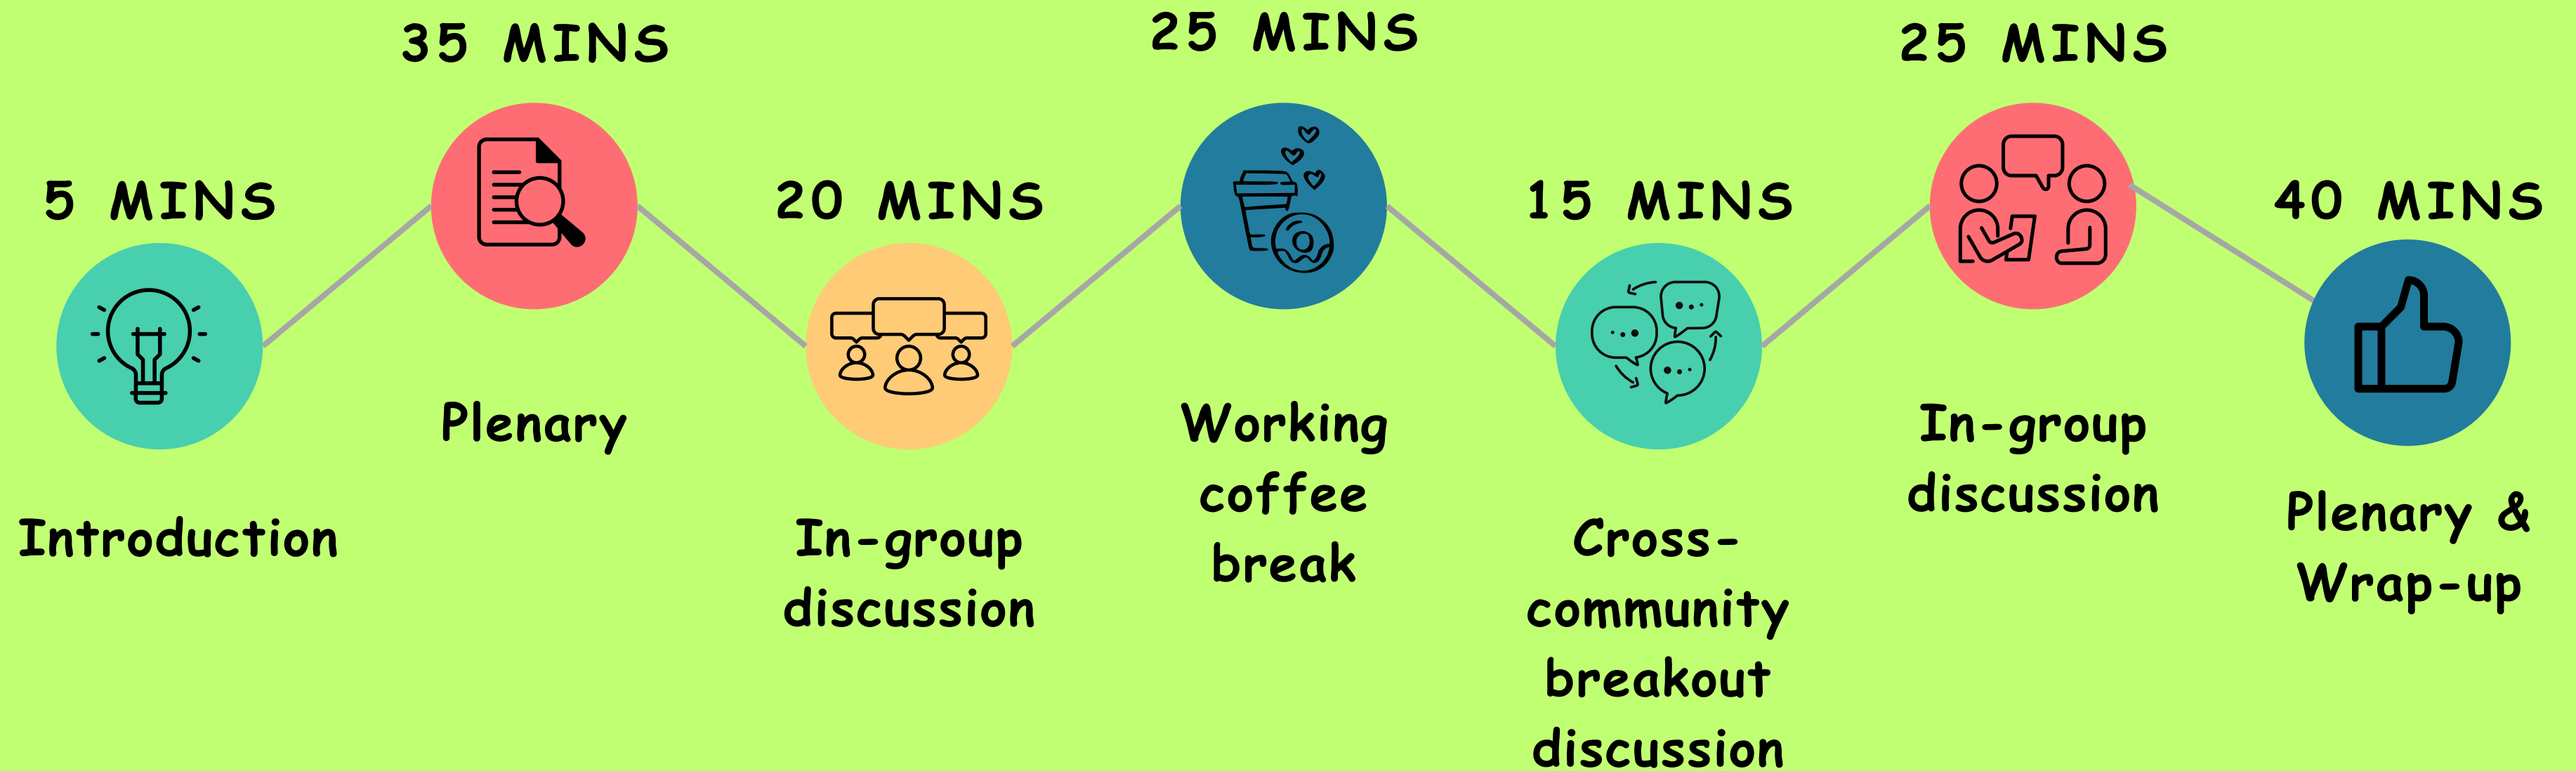 5 MINS
Introduction
35 MINS
Plenary
20 MINS
In-group
discussion
25 MINS
Working
coffee
break
15 MINS
Cross-
community
breakout
discussion
25 MINS
In-group
discussion
40 MINS
Plenary &
Wrap-up